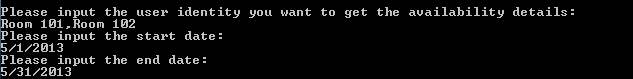 Please input the user identity you want to get the availability details:
Room 101,Room 102
Please input the start date:
5/1/2013
Please input the end date:
5/31/2013